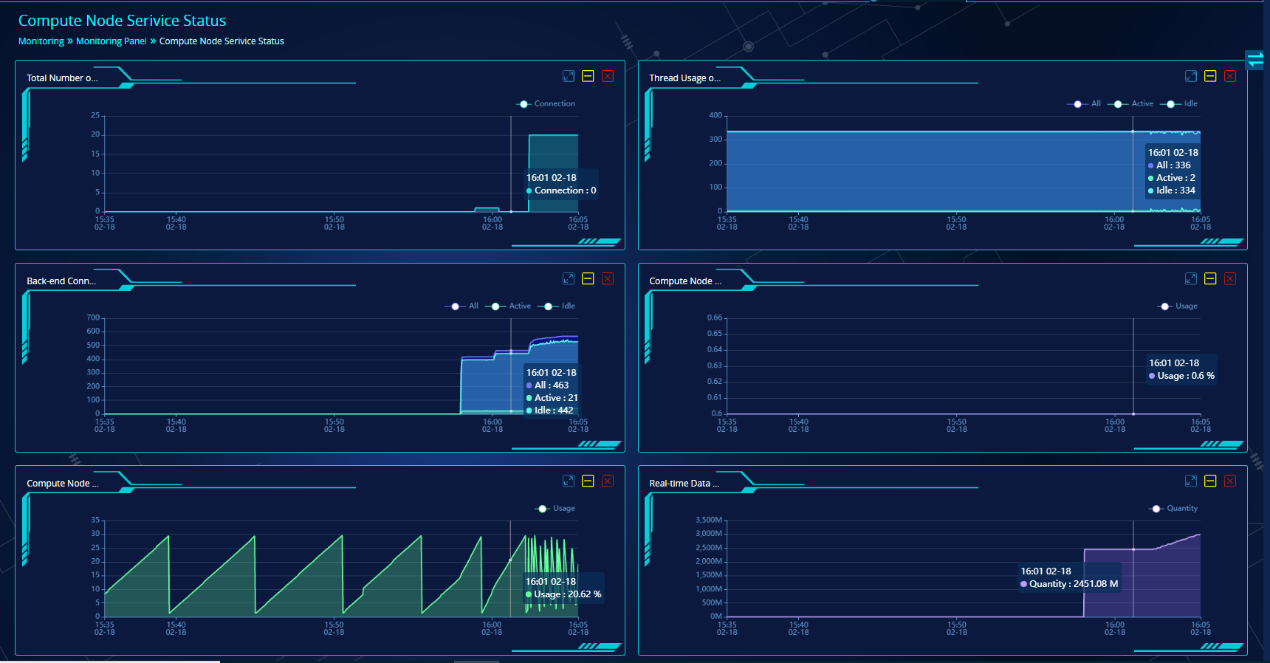 Compute Node Serivice Status
Monitoring » Monitoring Panel » Compute Node Serivice Status
Total Number o...
Connection
25
20
15
10
5
0
16:01 02-18
Connection : 0
15:35 15:40 15:50 16:00 16:05
02-18 02-18 02-18 02-18 02-18
Thread Usage o...
All Active Idle
400
300
200
100
0
16:01 02-18
All : 336
Active : 2
Idle : 334
15:35 15:40 15:50 16:00 16:05
02-18 02-18 02-18 02-18 02-18
Back-end Conn...
All Active Idle
700
600
500
400
300
200
100
0
16:01 02-18
All : 463
Active : 21
Idle : 442
15:35 15:40 15:50 16:00 16:05
02-18 02-18 02-18 02-18 02-18
Compute Node ...
Usage
0.66
0.65
0.64
0.63
0.62
0.61
0.6
16:01 02-18
Usage : 0.6 %
15:35 15:40 15:50 16:00 16:05
02-18 02-18 02-18 02-18 02-18
Compute Node ...
Usage
35
30
25
20
15
10
5
0
16:01 02-18
Usage : 20.62 %
15:35 15:40 15:50 16:00 16:05
02-18 02-18 02-18 02-18 02-18
Real-time Data ...
Quantity
3,500M
3,000M
2,500M
2,000M
1,500M
1,000M
500M
0M
16:01 02-18
Quantity : 2451.08 M
15:35 15:40 15:50 16:00 16:05
02-18 02-18 02-18 02-18 02-18